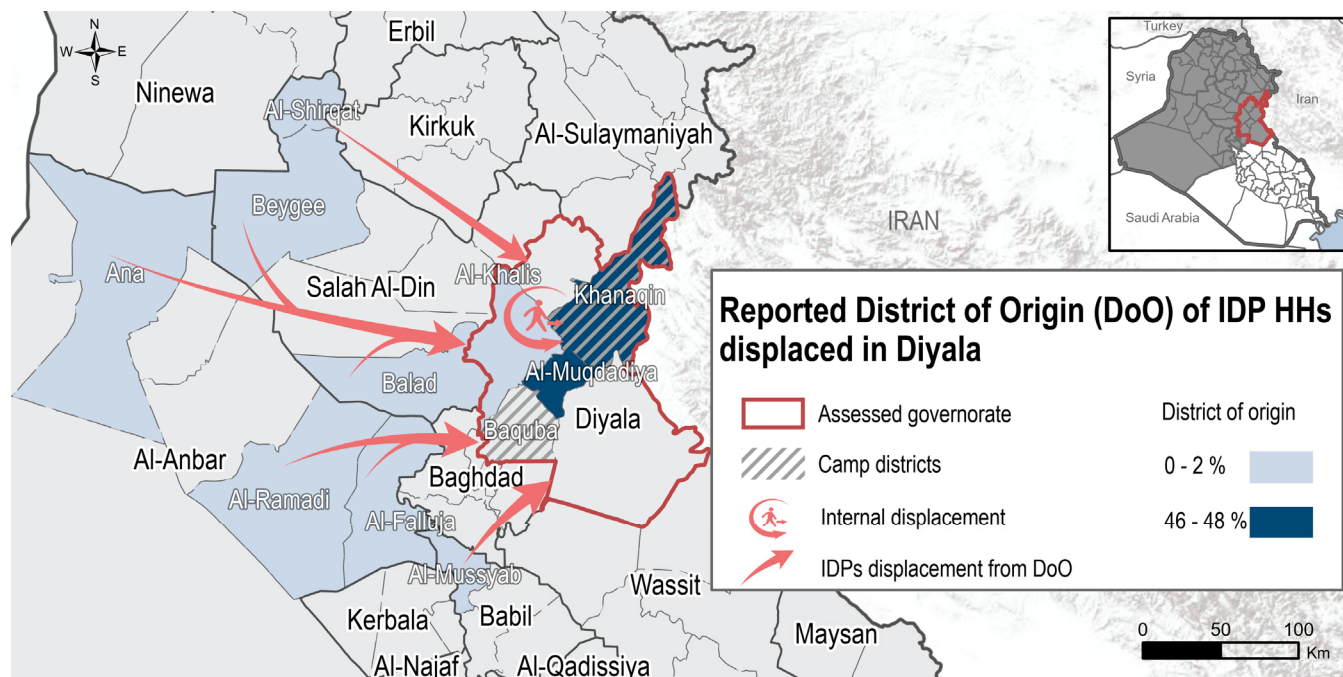 N
W E
S
Erbil
Ninewa
Al-Shirqat
Kirkuk
Al-Sulaymaniyah
Beygee
IRAN
Ana
Al-Khalis
Salah Al-Din
Khanaqin
Al-Muqdadiya
Balad
Diyala
Baquba
Al-Anbar
Baghdad
Al-Ramadi
Al-Falluja
Al-Mussyab
Wassit
Kerbala
Babil
Maysan
Al-Najaf
Al-Qadissiya
Turkey
Syria
Iran
Saudi Arabia
Reported District of Origin (DoO) of IDP HHs
displaced in Diyala
Assessed governorate
Camp districts
Internal displacement
IDPs displacement from DoO
District of origin
0 - 2 %
46 - 48 %
0 50 100
Km